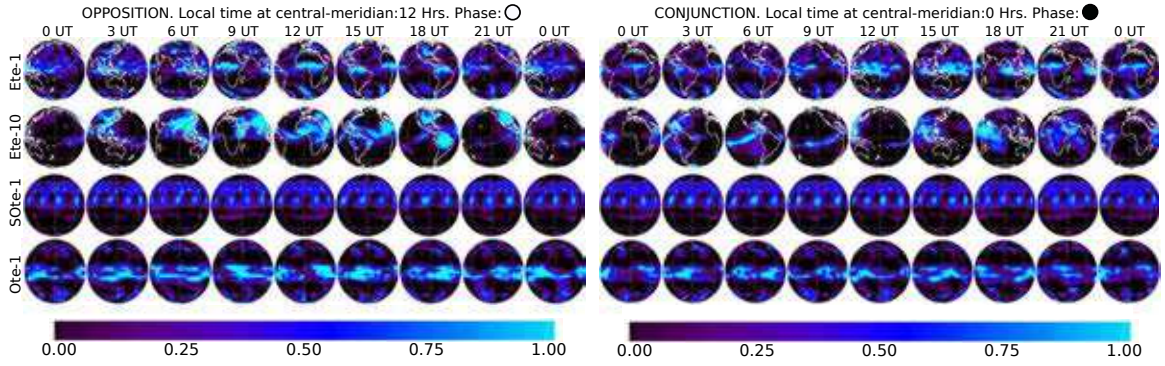 OPPOSITION. Local time at central-meridian:12 Hrs. Phase:
0 UT 3 UT 6 UT 9 UT 12 UT 15 UT 18 UT 21 UT 0 UT
CONJUNCTION. Local time at central-meridian:0 Hrs. Phase:
0 UT 3 UT 6 UT 9 UT 12 UT 15 UT 18 UT 21 UT 0 UT
Ete-1
Ete-10
SOte-1
Ote-1
0.00 0.25 0.50 0.75 1.00
0.00 0.25 0.50 0.75 1.00